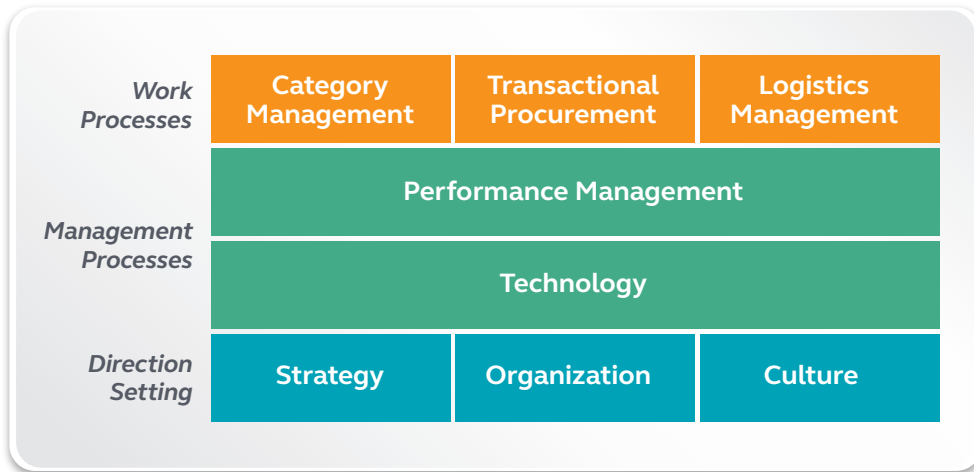 Work
Processes
Category
Management
Transactional
Procurement
Logistics
Management
Management
Processes
Performance Management
Technology
Direction
Setting
Strategy
Organization
Culture